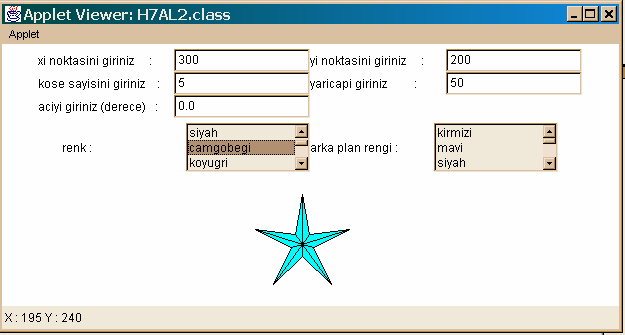 Applet Viewer: H7AL2.class
Applet
xi noktasini giriniz : 300 yi noktasini giriniz : 200
kose sayisini giriniz : 5 yaricapi giriniz : 50
aciyi giriniz (derece) : 0.0
renk : siyah camgobegi koyugri arka plan rengi : kirmizi mavi siyah
X : 195 Y : 240